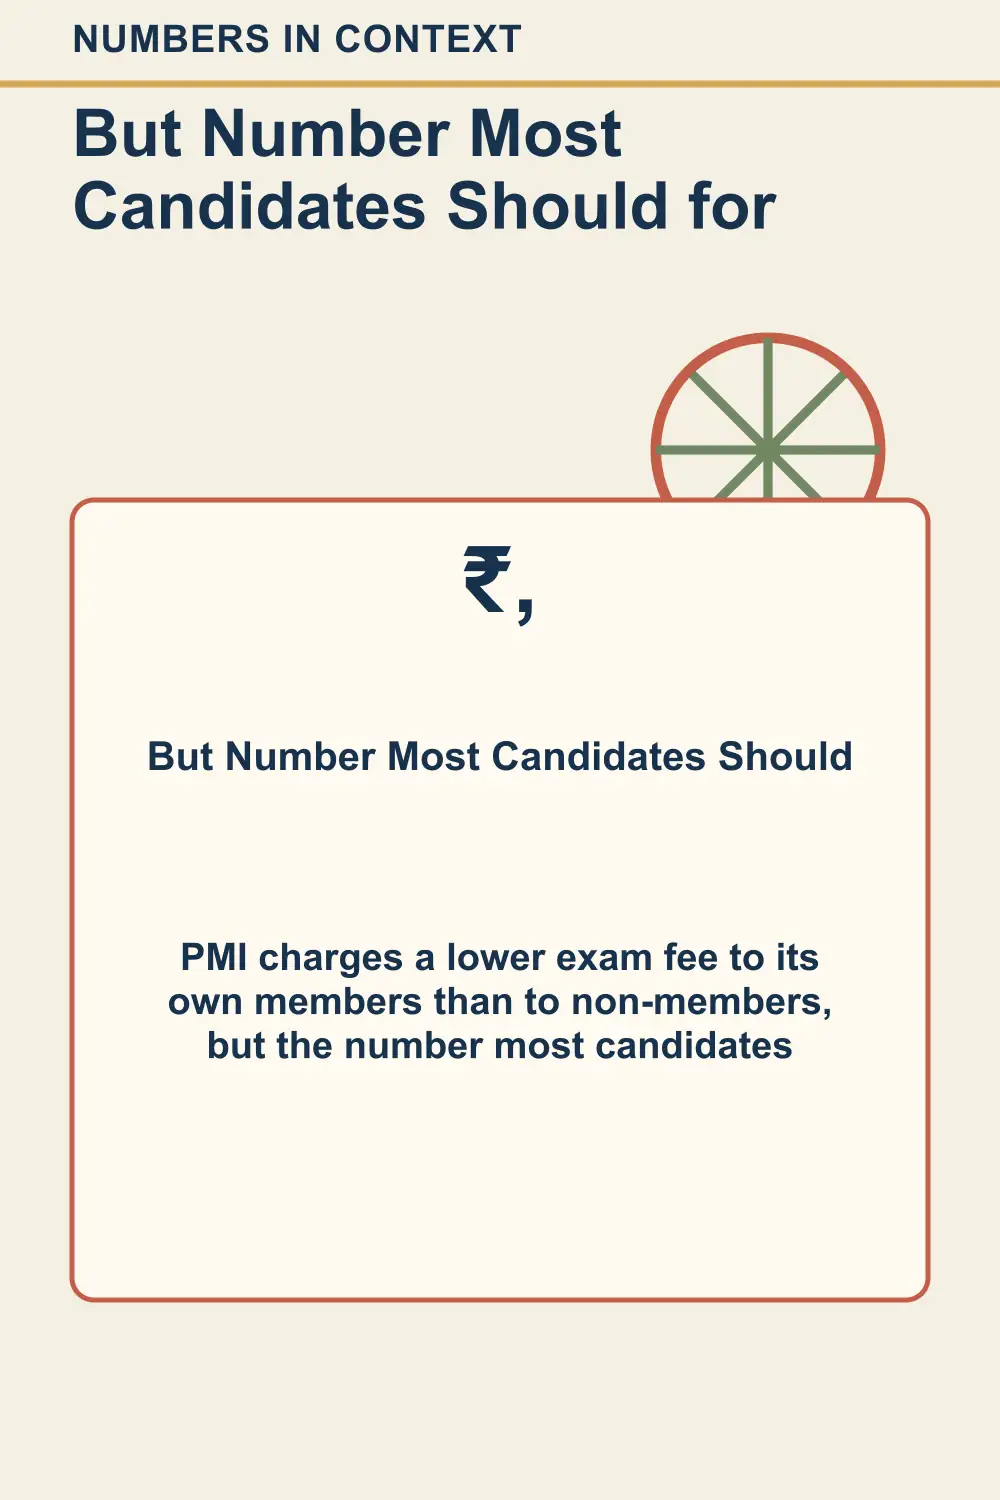 NUMBERS IN CONTEXT
But Number Most
Candidates Should for
₹,
But Number Most Candidates Should
PMI charges a lower exam fee to its
own members than to non-members,
but the number most candidates